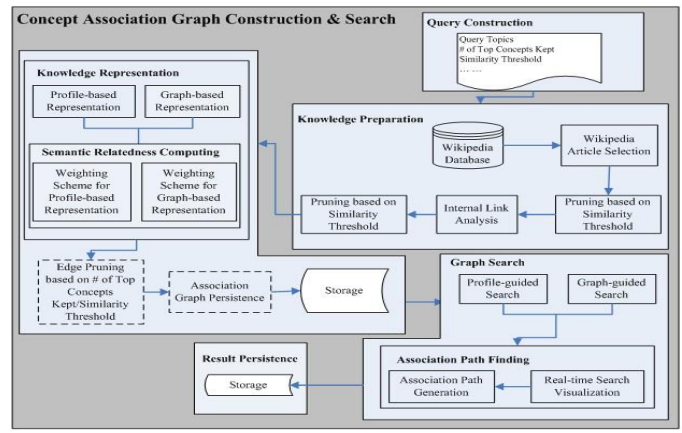 Concept Association Graph Construction & Search
Query Construction
Query Topics
# of Top Concepts Kept
Similarity Threshold
... ...
Knowledge Preparation
Wikipedia
Database
Wikipedia
Article Selection
Pruning based on
Similarity
Threshold
Internal Link
Analysis
Pruning based on
Similarity
Threshold
Knowledge Representation
Profile-based
Representation
Graph-based
Representation
Semantic Relatedness Computing
Weighting
Scheme for
Profile-based
Representation
Weighting
Scheme for
Graph-based
Representation
Edge Pruning
based on # of Top
Concepts
Kept/Similarity
Threshold
Association
Graph Persistence
Storage
Graph Search
Profile-guided
Search
Graph-guided
Search
Association Path Finding
Association Path
Generation
Real-time Search
Visualization
Result Persistence
Storage